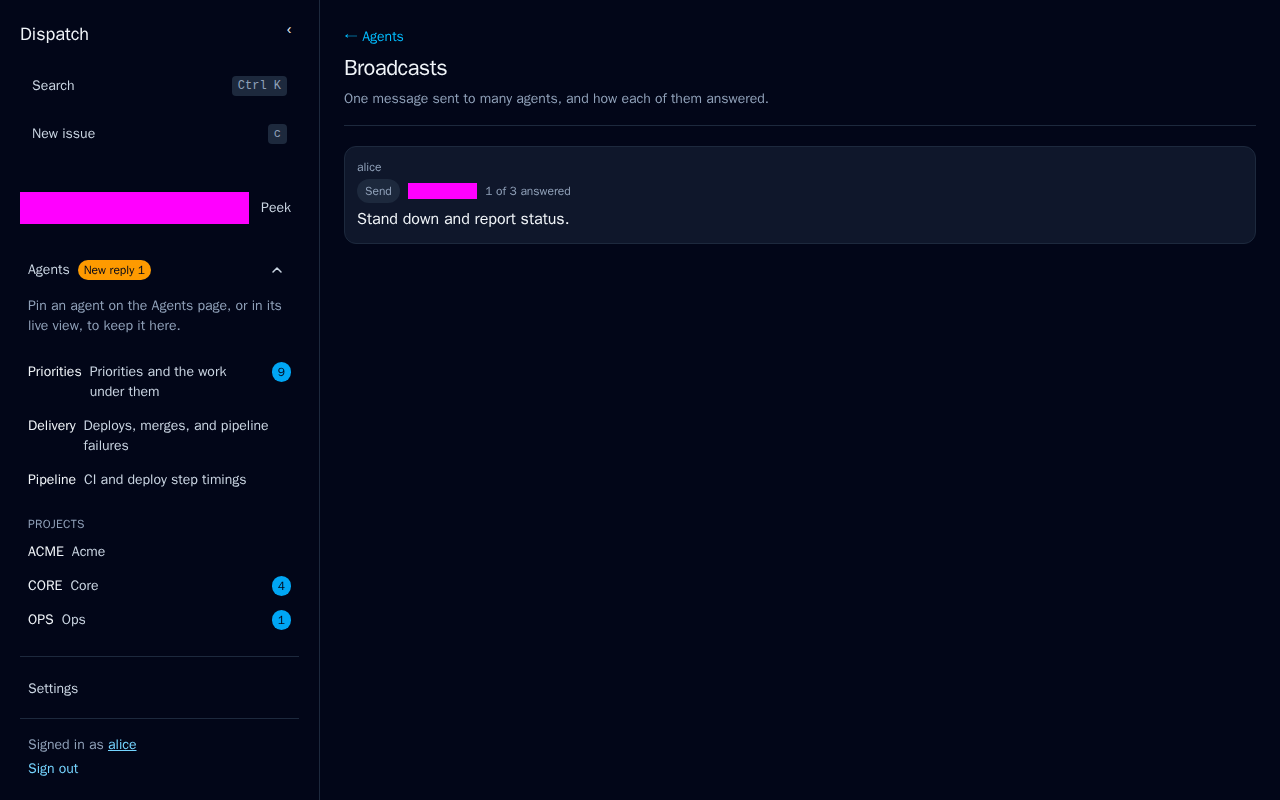 Dispatch
‹
Search Ctrl K
New issue C
Peek
Agents New reply 1
Pin an agent on the Agents page, or in its
live view, to keep it here.
Priorities Priorities and the work
under them
9
Delivery Deploys, merges, and pipeline
failures
Pipeline CI and deploy step timings
PROJECTS
ACME Acme
CORE Core 4
OPS Ops 1
Settings
Signed in as alice
Sign out
← Agents
Broadcasts
One message sent to many agents, and how each of them answered.
alice
Send 1 of 3 answered
Stand down and report status.